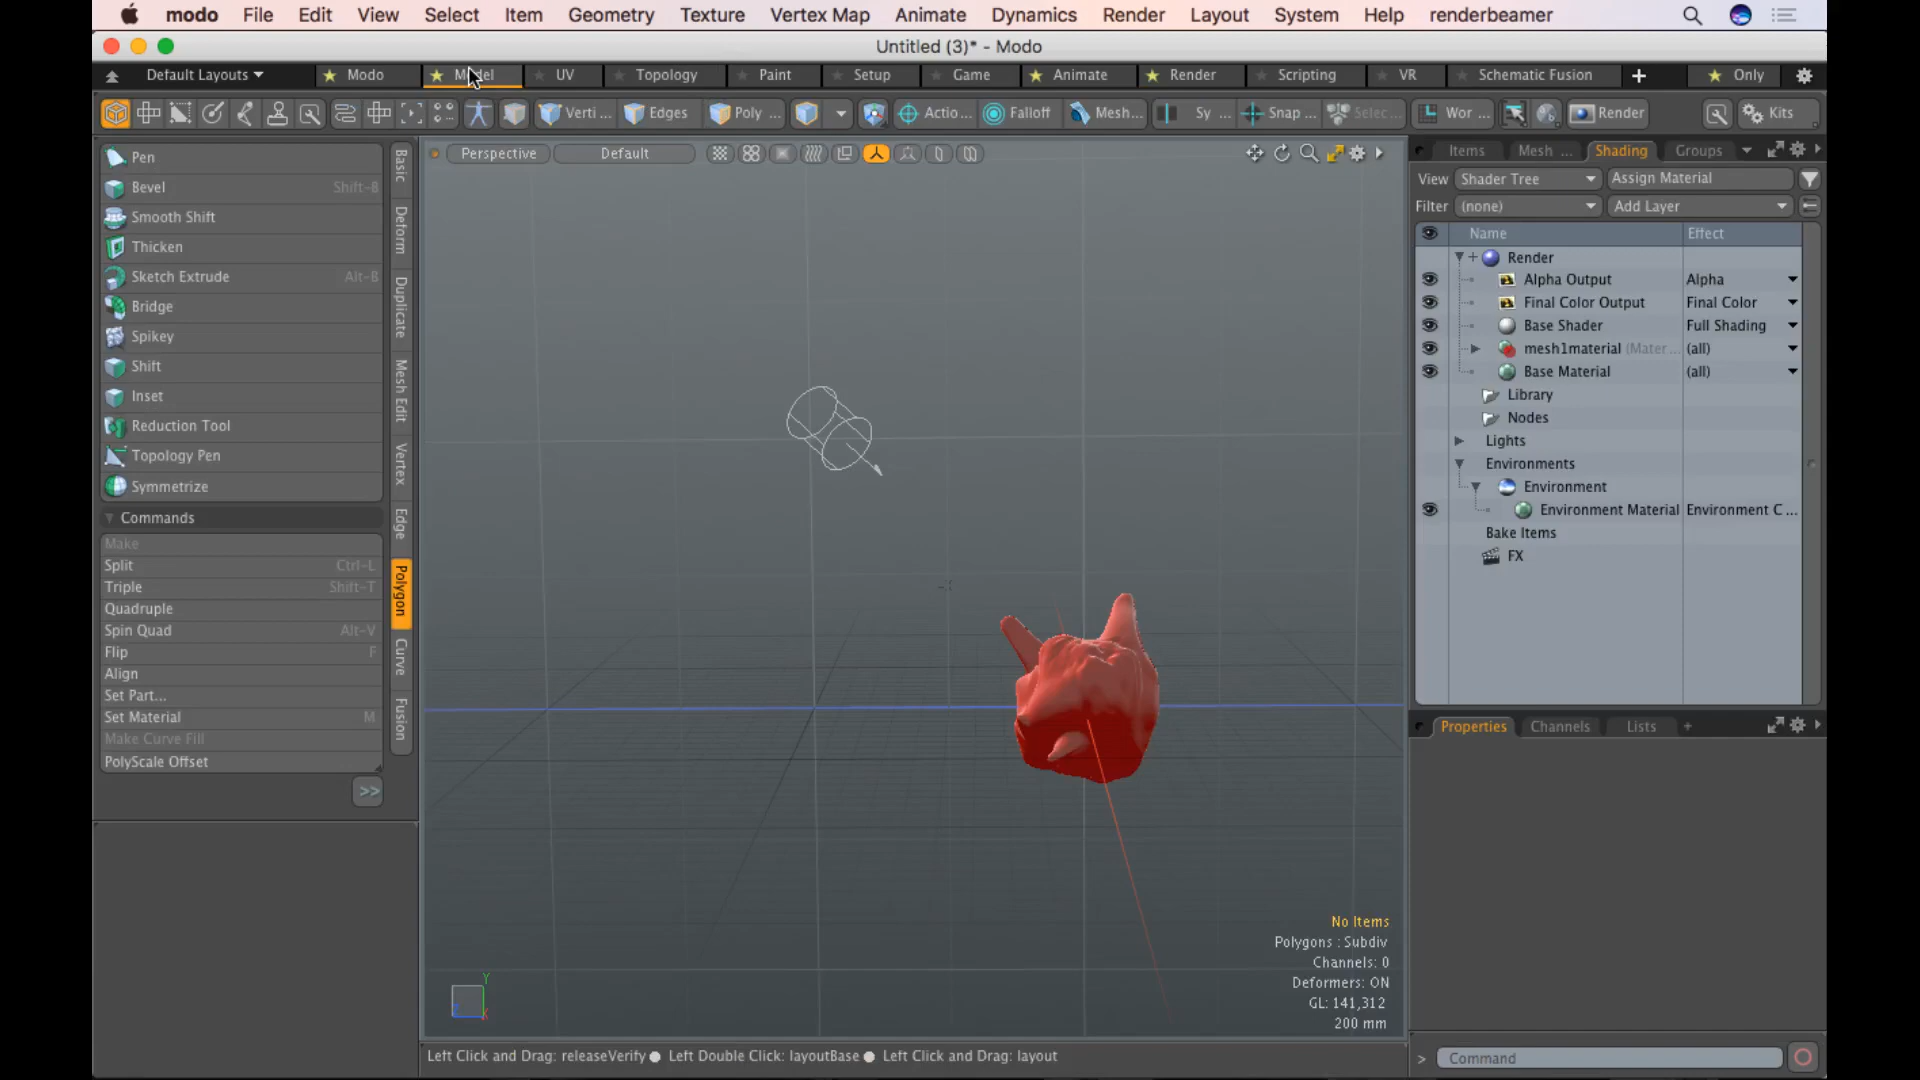 modo File Edit View Select Item Geometry Texture Vertex Map Animate Dynamics Render Layout System Help renderbeamer
Untitled (3)* - Modo
Default Layouts Modo Model UV Topology Paint Setup Game Animate Render Scripting VR Schematic Fusion + Only
Verti ... Edges Poly ... Actio... Falloff Mesh... Sy ... Snap ... Selec... Wor ... Render Kits
Pen
Bevel Shift-B
Smooth Shift
Thicken
Sketch Extrude Alt-B
Bridge
Spikey
Shift
Inset
Reduction Tool
Topology Pen
Symmetrize
Commands
Make
Split Ctrl-L
Triple Shift-T
Quadruple
Spin Quad Alt-V
Flip F
Align
Set Part...
Set Material M
Make Curve Fill
PolyScale Offset
>>
Basic
Deform
Duplicate
Mesh Edit
Vertex
Edge
Polygon
Curve
Fusion
Perspective Default
No Items
Polygons : Subdiv
Channels: 0
Deformers: ON
GL: 141,312
200 mm
Y
Z
X
Left Click and Drag: releaseVerify ● Left Double Click: layoutBase ● Left Click and Drag: layout
Items Mesh ... Shading Groups
View Shader Tree Assign Material
Filter (none) Add Layer
Name Effect
Render
Alpha Output Alpha
Final Color Output Final Color
Base Shader Full Shading
mesh1material (Mater... (all)
Base Material (all)
Library
Nodes
Lights
Environments
Environment
Environment Material Environment C ...
Bake Items
FX
Properties Channels Lists +
> Command